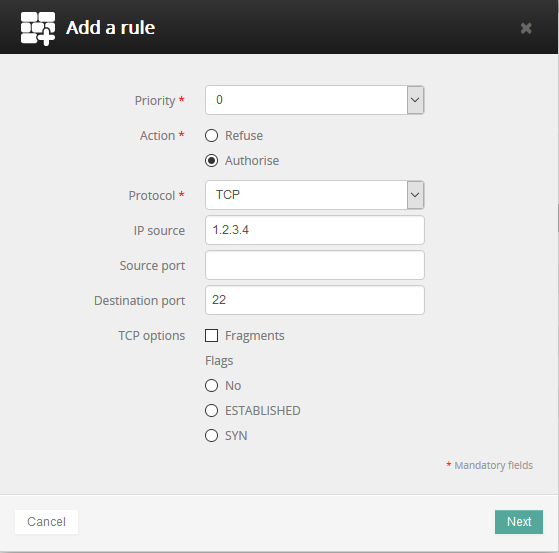 Add a rule
Priority * 0
Action * Refuse
Authorise
Protocol * TCP
IP source 1.2.3.4
Source port
Destination port 22
TCP options Fragments
Flags
No
ESTABLISHED
SYN
* Mandatory fields
Cancel Next